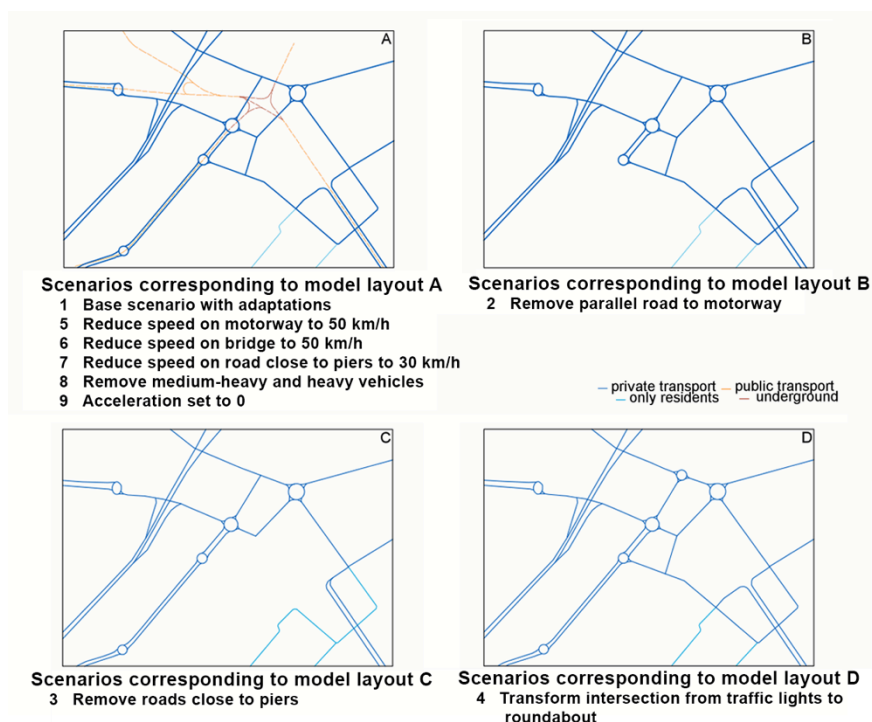 A
B
Scenarios corresponding to model layout A
1 Base scenario with adaptations
5 Reduce speed on motorway to 50 km/h
6 Reduce speed on bridge to 50 km/h
7 Reduce speed on road close to piers to 30 km/h
8 Remove medium-heavy and heavy vehicles
9 Acceleration set to 0
Scenarios corresponding to model layout B
2 Remove parallel road to motorway
private transport public transport
only residents underground
C
D
Scenarios corresponding to model layout C
3 Remove roads close to piers
Scenarios corresponding to model layout D
4 Transform intersection from traffic lights to
roundabout